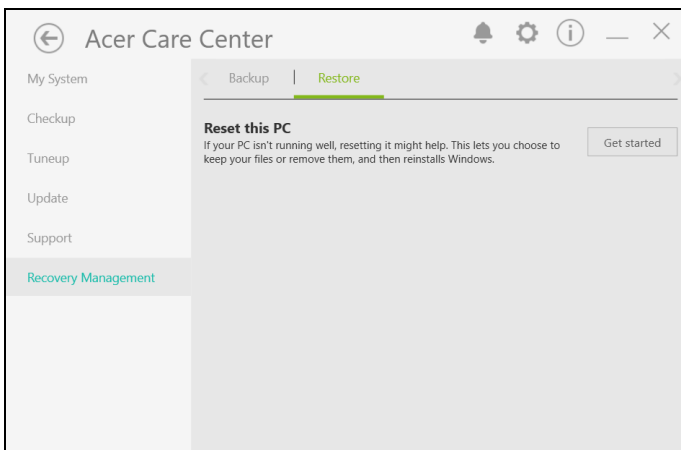 Acer Care Center
My System
Checkup
Tuneup
Update
Support
Recovery Management
Backup
Restore
Reset this PC
If your PC isn't running well, resetting it might help. This lets you choose to
keep your files or remove them, and then reinstalls Windows.
Get started